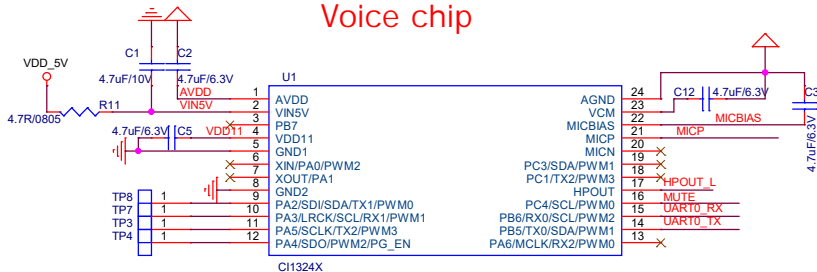 Voice chip
VDD_5V
C1
C2
4.7uF/10V
4.7uF/6.3V
AVDD
VIN5V
R11
4.7R/0805
4.7uF/6.3V
C5
VDD11
U1
1 AVDD
2 VIN5V
3 PB7
4 VDD11
5 GND1
6 XIN/PA0/PWM2
7 XOUT/PA1
8 GND2
9 PA2/SDI/SDA/TX1/PWM0
10 PA3/LRCK/SCL/RX1/PWM1
11 PA5/SCLK/TX2/PWM3
12 PA4/SDO/PWM2/PG_EN
TP8 1
TP7 1
TP3 1
TP4 1
AGND 24
VCM 23
MICBIAS 22
MICP 21
MICN 20
PC3/SDA/PWM1 19
PC1/TX2/PWM3 18
HPOUT 17
PC4/SCL/PWM0 16
PB6/RX0/SCL/PWM2 15
PB5/TX0/SDA/PWM1 14
PA6/MCLK/RX2/PWM0 13
CI1324X
C12
4.7uF/6.3V
C3
4.7uF/6.3V
MICBIAS
MICP
HPOUT_L
MUTE
UART0_RX
UART0_TX